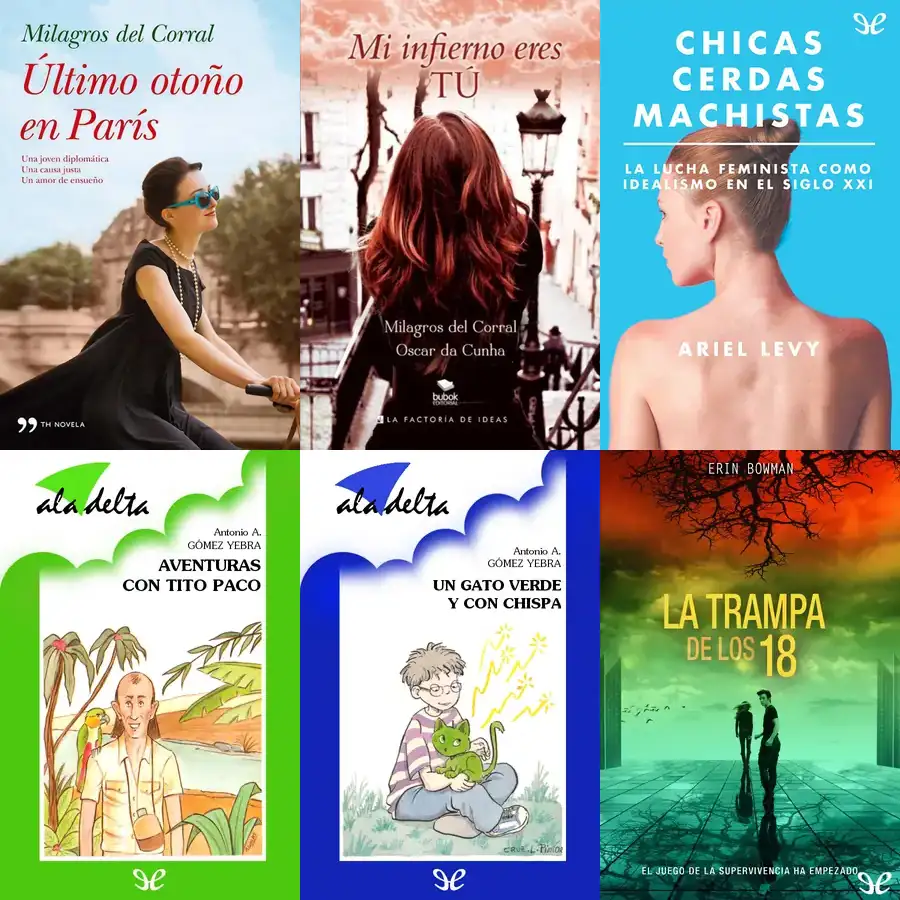 Milagros del Corral
Último otoño
en París
Una joven diplomática
Una causa justa
Un amor de ensueño
TH NOVELA
Mi infierno eres
TÚ
Milagros del Corral
Oscar da Cunha
bubok
EDITORIAL
LA FACTORÍA DE IDEAS
CHICAS
CERDAS
MACHISTAS
LA LUCHA FEMINISTA COMO
IDEALISMO EN EL SIGLO XXI
ARIEL LEVY
ala delta
Antonio A.
GÓMEZ YEBRA
AVENTURAS
CON TITO PACO
ala delta
Antonio A.
GÓMEZ YEBRA
UN GATO VERDE
Y CON CHISPA
ERIN BOWMAN
LA TRAMPA
DE LOS 18
EL JUEGO DE LA SUPERVIVENCIA HA EMPEZADO